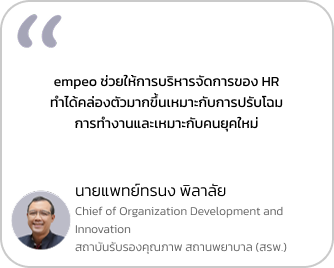 “
empeo ช่วยให้การบริหารจัดการของ HR
ทำได้คล่องตัวมากขึ้นเหมาะกับการปรับโฉม
การทำงานและเหมาะกับคนยุคใหม่
นายแพทย์ทรนง พิลาลัย
Chief of Organization Development and
Innovation
สถาบันรับรองคุณภาพ สถานพยาบาล (สรพ.)